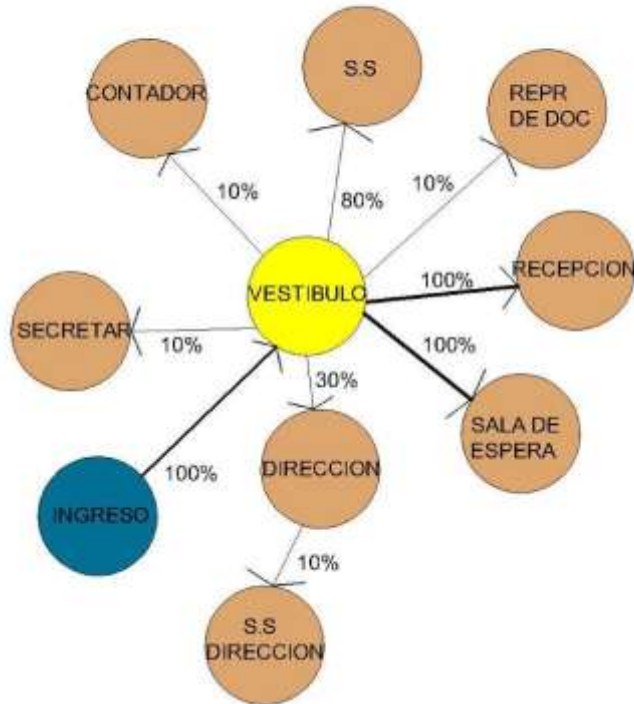 S.S
CONTADOR
REPR
DE DOC
10%
80%
10%
VESTIBULO
100%
RECEPCION
SECRETAR
10%
100%
30%
SALA DE
ESPERA
100%
DIRECCION
INGRESO
10%
S.S
DIRECCION